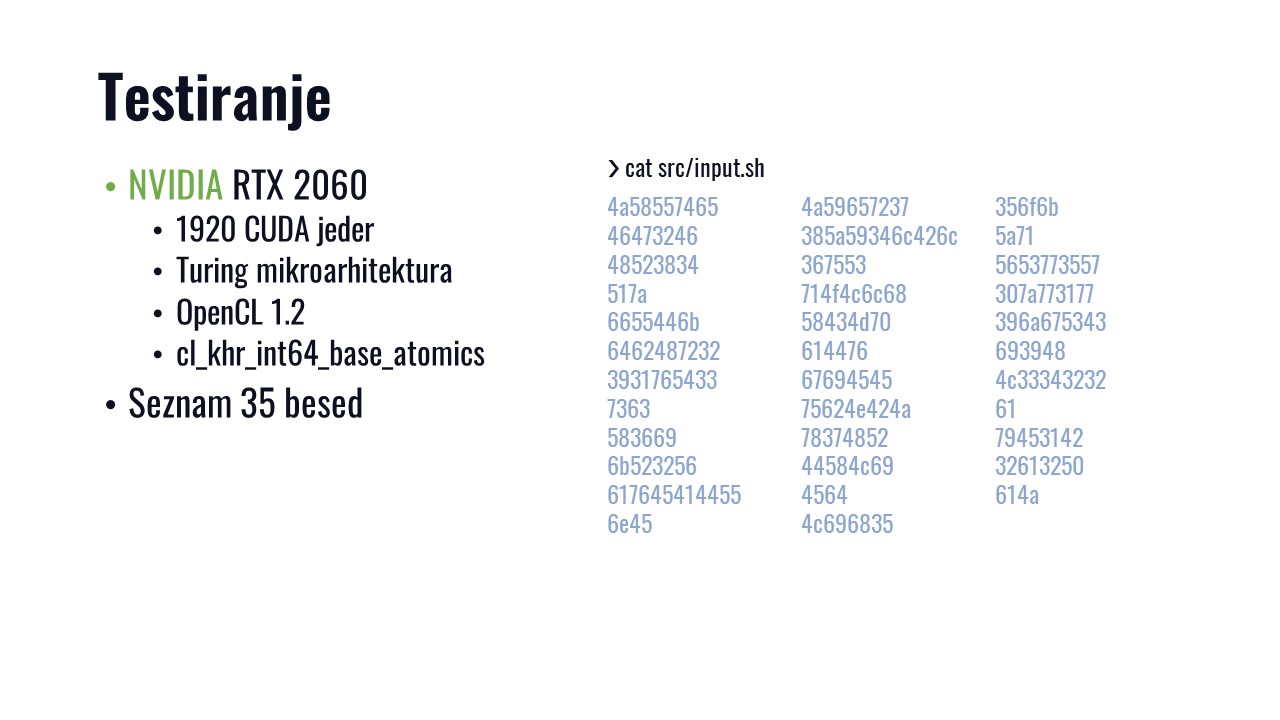 Testiranje
• NVIDIA RTX 2060
• 1920 CUDA jeder
• Turing mikroarhitektura
• OpenCL 1.2
• cl_khr_int64_base_atomics
• Seznam 35 besed
❯ cat src/input.sh
4a58557465
46473246
48523834
517a
6655446b
6462487232
3931765433
7363
583669
6b523256
617645414455
6e45
4a59657237
385a59346c426c
367553
714f4c6c68
58434d70
614476
67694545
75624e424a
78374852
44584c69
4564
4c696835
356f6b
5a71
5653773557
307a773177
396a675343
693948
4c33343232
61
79453142
32613250
614a